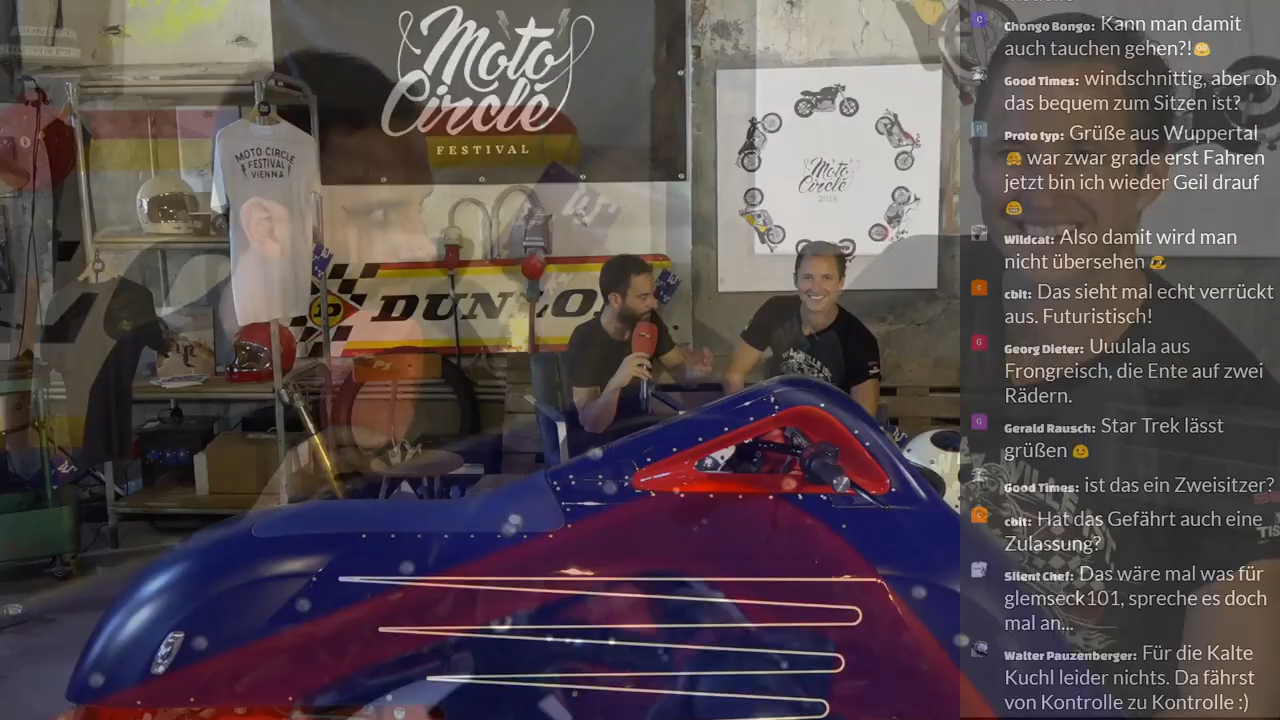 Moto
Circle
FESTIVAL
MOTO CIRCLE
FESTIVAL
VIENNA
Moto
Circle
2018
D DUNLO
Chongo Bongo: Kann man damit
auch tauchen gehen?!
Good Times: windschnittig, aber ob
das bequem zum Sitzen ist?
Proto typ: Grüße aus Wuppertal
😄 war zwar grade erst Fahren
jetzt bin ich wieder Geil drauf
😁
Wildcat: Also damit wird man
nicht übersehen 😎
cbit: Das sieht mal echt verrückt
aus. Futuristisch!
Georg Dieter: Uuulala aus
Frongreisch, die Ente auf zwei
Rädern.
Gerald Rausch: Star Trek lässt
grüßen 😃
Good Times: ist das ein Zweisitzer?
cbit: Hat das Gefährt auch eine
Zulassung?
Silent Chef: Das wäre mal was für
glemseck101, spreche es doch
mal an...
Walter Pauzenberger: Für die Kalte
Kuchl leider nichts. Da fährst
von Kontrolle zu Kontrolle :)